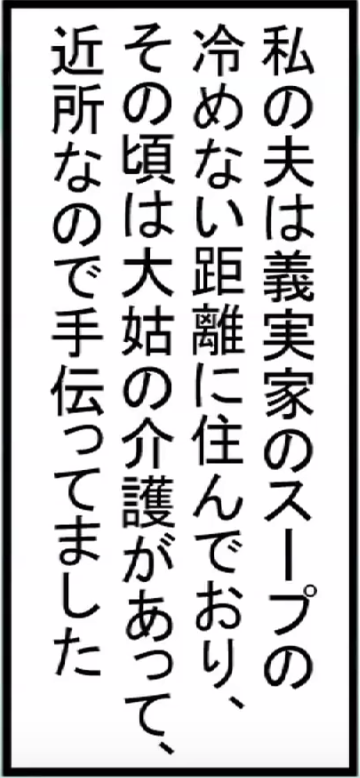 私の夫は義実家のスープの
冷めない距離に住んでおり、
その頃は大姑の介護があって、
近所なので手伝ってました